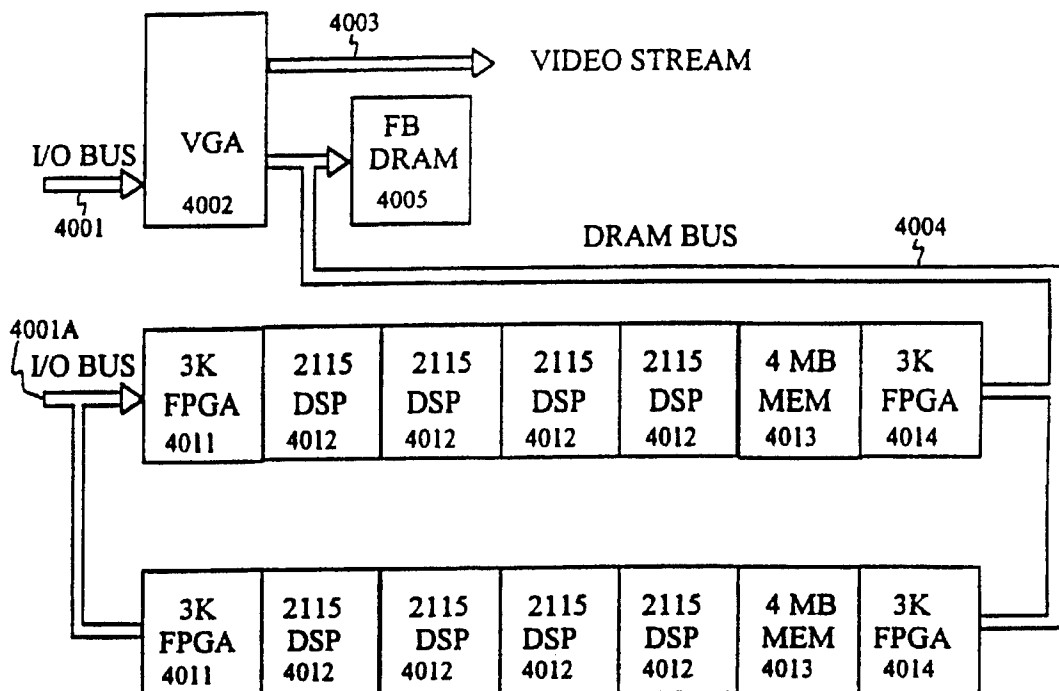 4003
VIDEO STREAM
VGA
4002
FB
DRAM
4005
I/O BUS
4001
DRAM BUS
4004
4001A
I/O BUS
3K
FPGA
4011
2115
DSP
4012
2115
DSP
4012
2115
DSP
4012
2115
DSP
4012
4 MB
MEM
4013
3K
FPGA
4014
3K
FPGA
4011
2115
DSP
4012
2115
DSP
4012
2115
DSP
4012
2115
DSP
4012
4 MB
MEM
4013
3K
FPGA
4014